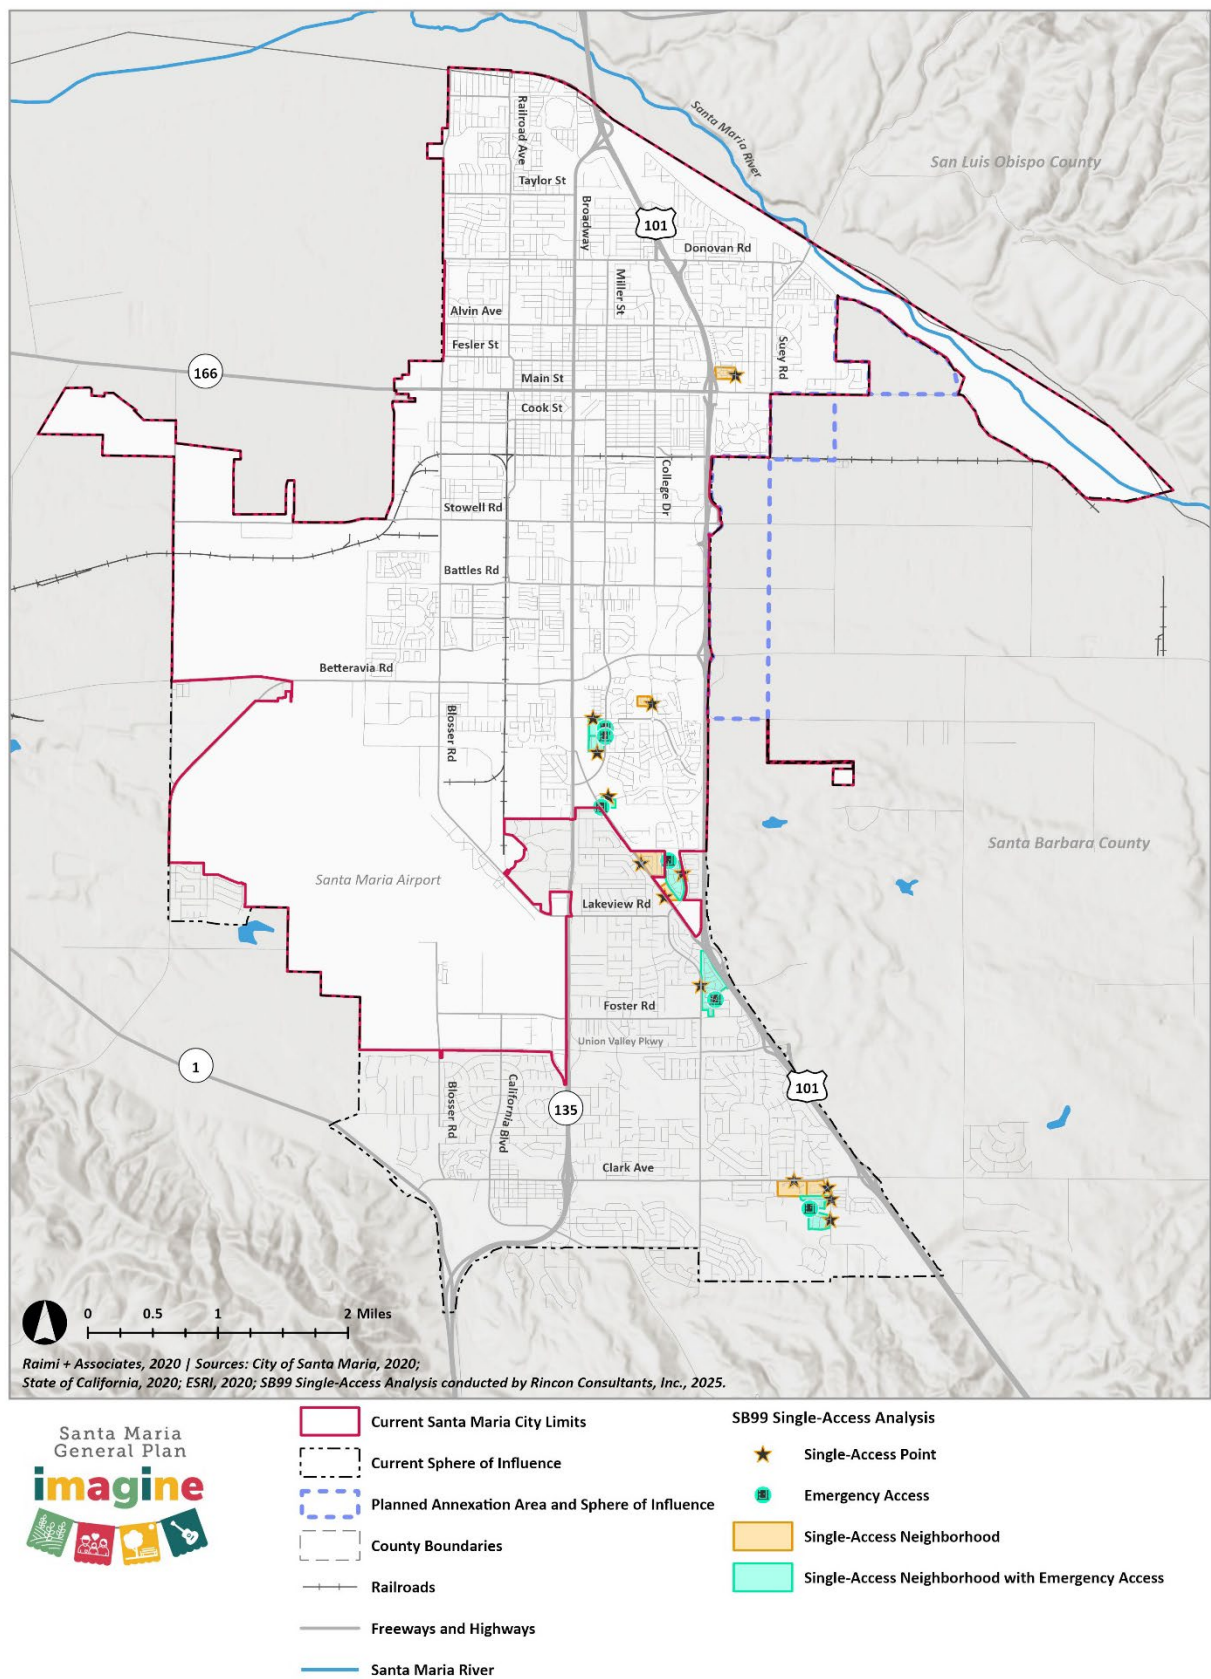 Santa Maria River
San Luis Obispo County
Railroad Ave
Taylor St
Broadway
101
Donovan Rd
Miller St
Alvin Ave
Suey Rd
Fesler St
166
Main St
Cook St
College Dr
Stowell Rd
Battles Rd
Betteravia Rd
Blosser Rd
Santa Barbara County
Santa Maria Airport
Lakeview Rd
Foster Rd
Union Valley Pkwy
1
101
Blosser Rd
California Blvd
135
Clark Ave
0 0.5 1 2 Miles
Raimi + Associates, 2020 | Sources: City of Santa Maria, 2020;
State of California, 2020; ESRI, 2020; SB99 Single-Access Analysis conducted by Rincon Consultants, Inc., 2025.
Santa Maria
General Plan
imagine
Current Santa Maria City Limits
Current Sphere of Influence
Planned Annexation Area and Sphere of Influence
County Boundaries
Railroads
Freeways and Highways
Santa Maria River
SB99 Single-Access Analysis
Single-Access Point
Emergency Access
Single-Access Neighborhood
Single-Access Neighborhood with Emergency Access